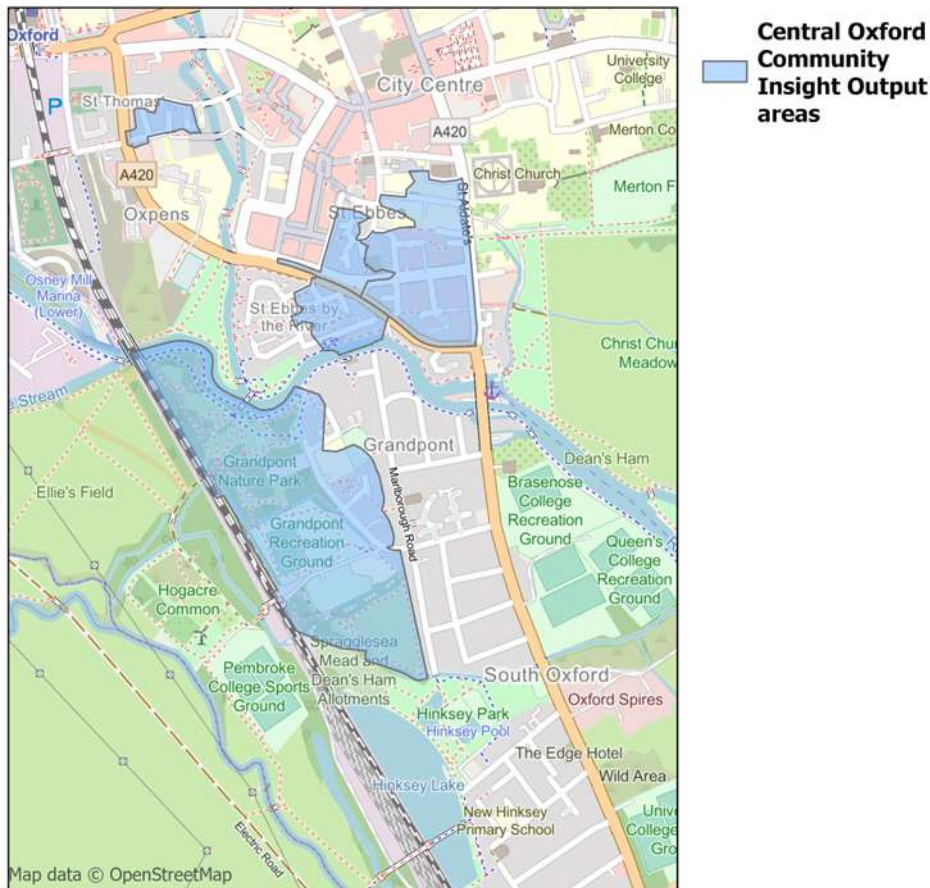 Oxford
P
St Thomas
City Centre
University
College
A420
Merton Co
A420
Christ Church
Merton F
Oxpens
St Ebbes
St Aldate's
Osney Mill
Marina
(Lower)
St Ebbes by
the River
Christ Chur
Meadow
e Stream
Grandpont
Dean's Ham
Grandpont
Nature Park
Marlborough Road
Brasenose
College
Recreation
Ground
Ellie's Field
Grandpont
Recreation
Ground
Queen's
College
Recreation
Ground
Hogacre
Common
Spragglesea
Mead and
Dean's Ham
Allotments
South Oxford
Pembroke
College Sports
Ground
Oxford Spires
Hinksey Park
Hinksey Pool
The Edge Hotel
Wild Area
Hinksey Lake
New Hinksey
Primary School
Unive
College
Gro
Electric Road
Map data © OpenStreetMap
Central Oxford
Community
Insight Output
areas